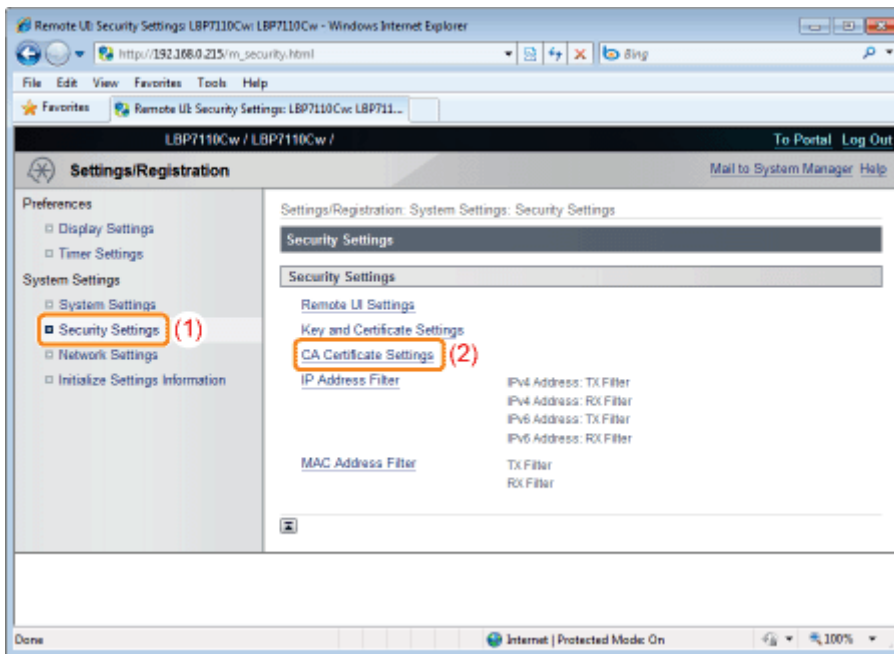 Remote UI: Security Settings: LBP7110Cw: LBP7110Cw - Windows Internet Explorer
http://192.168.0.215/m_security.html
Bing
File Edit View Favorites Tools Help
Favorites
Remote UI: Security Settings: LBP7110Cw: LBP711...
LBP7110Cw / LBP7110Cw /
To Portal Log Out
Settings/Registration
Mail to System Manager Help
Preferences
Display Settings
Timer Settings
System Settings
System Settings
Security Settings (1)
Network Settings
Initialize Settings Information
Settings/Registration: System Settings: Security Settings
Security Settings
Security Settings
Remote UI Settings
Key and Certificate Settings
CA Certificate Settings (2)
IP Address Filter
IPv4 Address: TX Filter
IPv4 Address: RX Filter
IPv6 Address: TX Filter
IPv6 Address: RX Filter
MAC Address Filter
TX Filter
RX Filter
Done
Internet | Protected Mode: On
100%